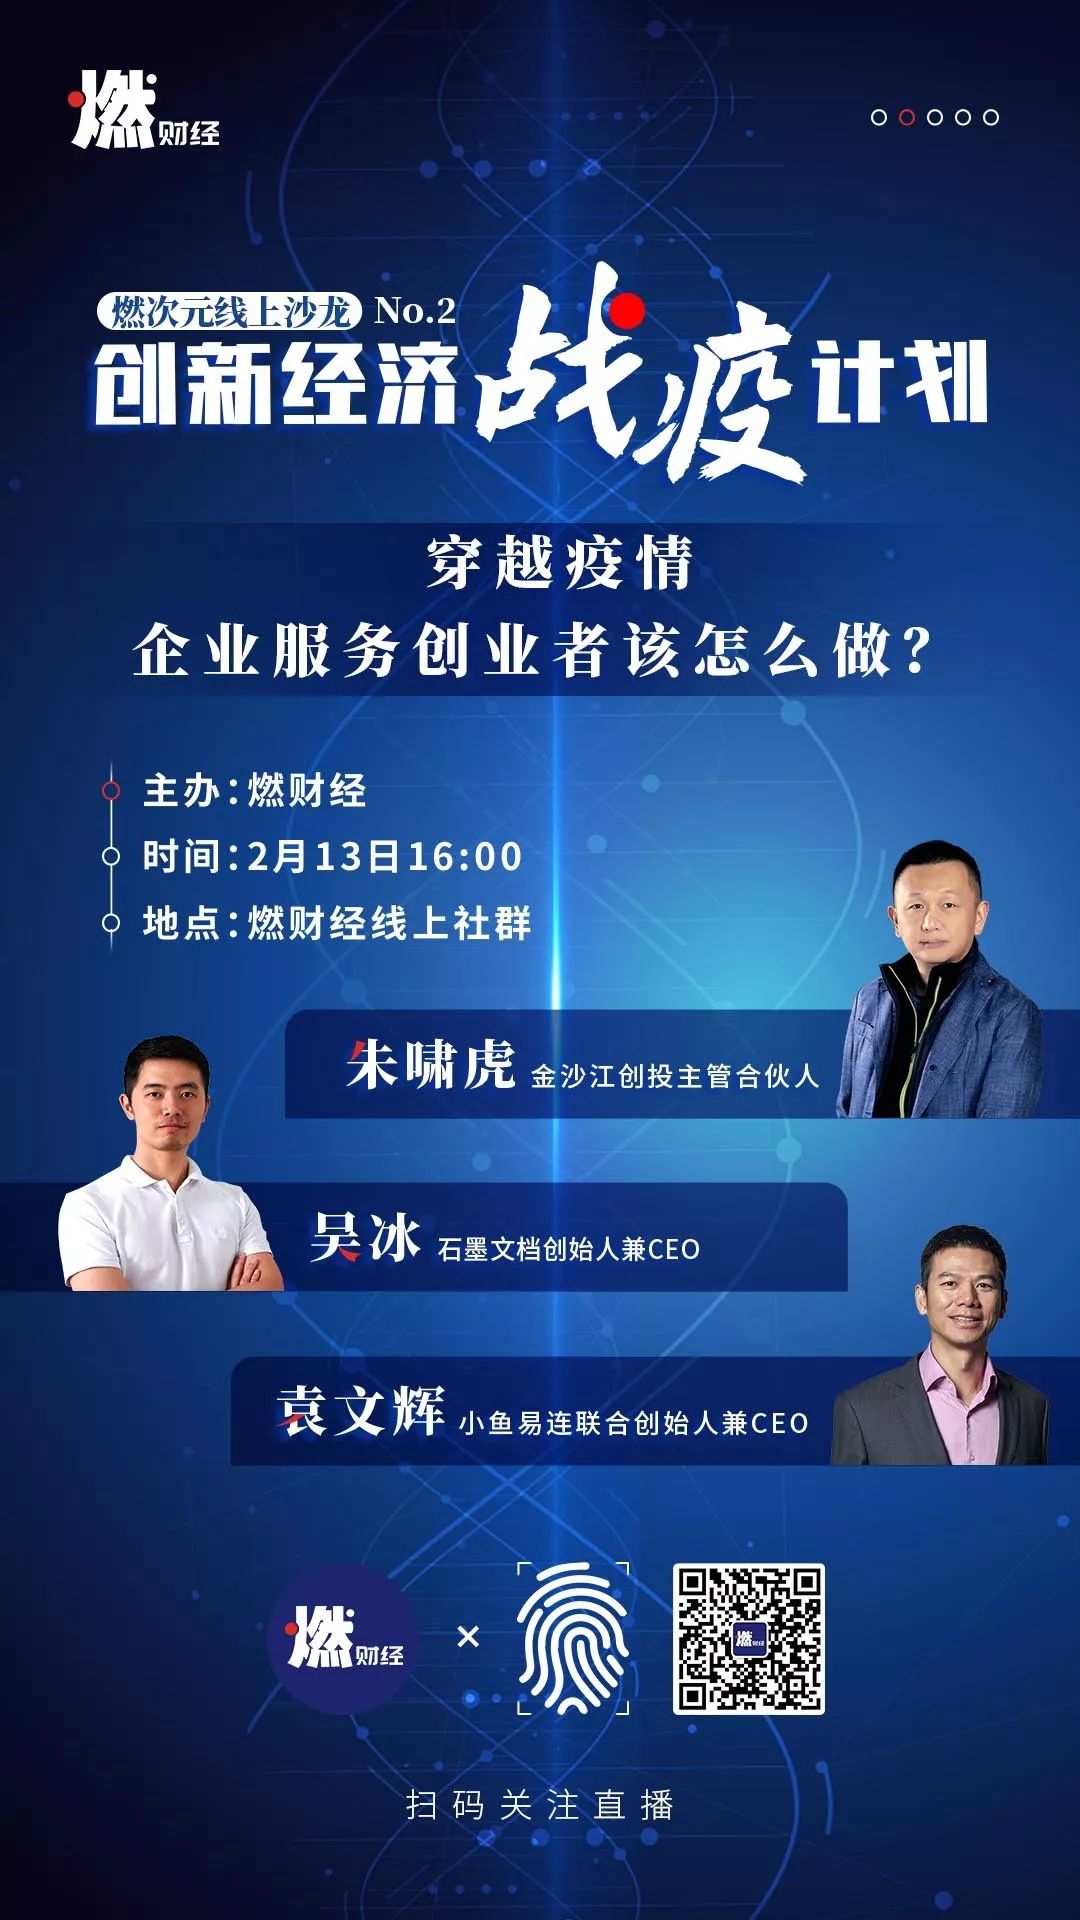 燃财经
燃次元线上沙龙 No.2
创新经济战疫计划
穿越疫情
企业服务创业者该怎么做？
主办：燃财经
时间：2月13日16:00
地点：燃财经线上社群
朱啸虎 金沙江创投主管合伙人
吴冰 石墨文档创始人兼CEO
袁文辉 小鱼易连联合创始人兼CEO
燃财经 ×
燃财经
扫码关注直播